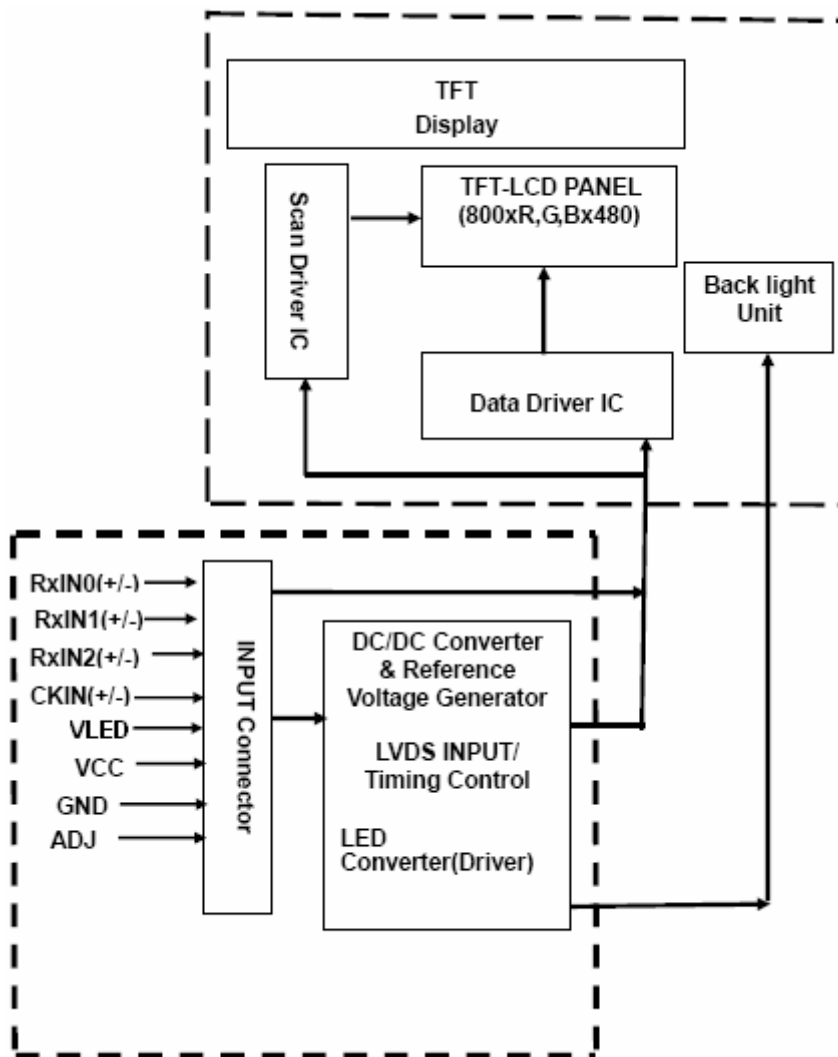 TFT
Display
Scan Driver IC
TFT-LCD PANEL
(800xR,G,Bx480)
Back light
Unit
Data Driver IC
RxIN0(+/-)
RxIN1(+/-)
RxIN2(+/-)
CKIN(+/-)
VLED
VCC
GND
ADJ
INPUT Connector
DC/DC Converter
& Reference
Voltage Generator
LVDS INPUT/
Timing Control
LED
Converter(Driver)